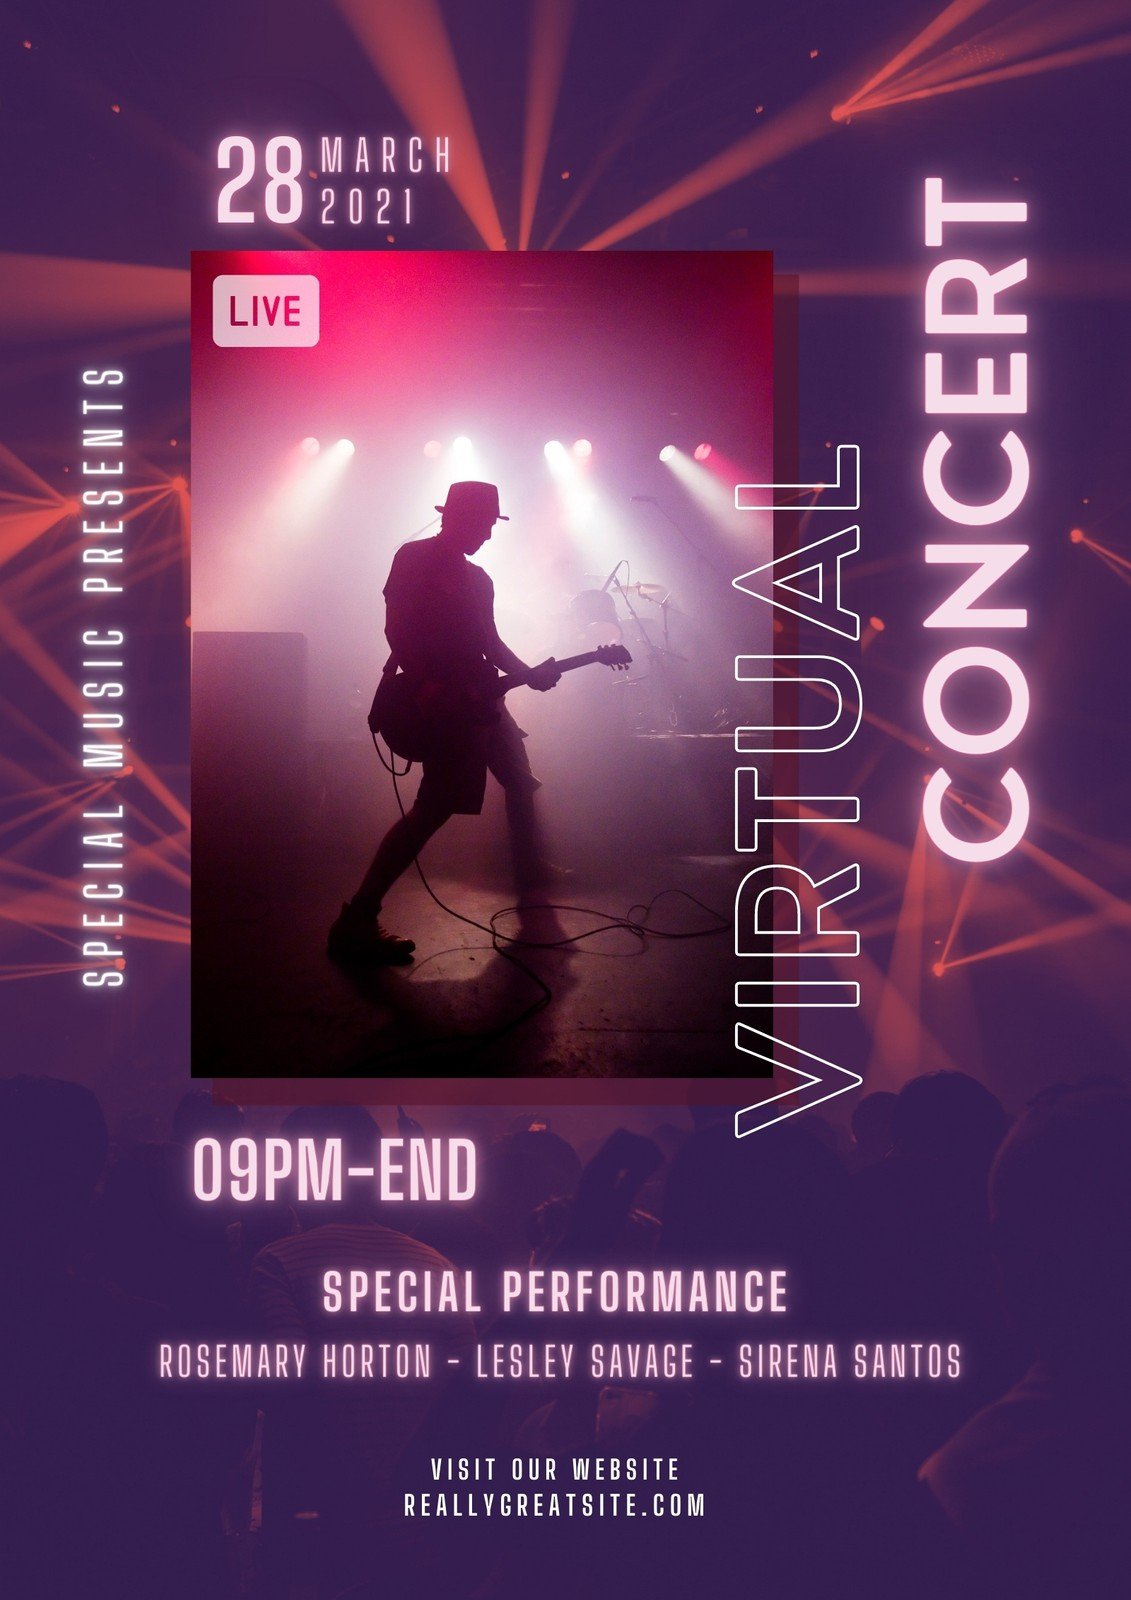 28 MARCH
2021
LIVE
SPECIAL MUSIC PRESENTS
VIRTUAL
CONCERT
09PM-END
SPECIAL PERFORMANCE
ROSEMARY HORTON - LESLEY SAVAGE - SIRENA SANTOS
VISIT OUR WEBSITE
REALLYGREATSITE.COM